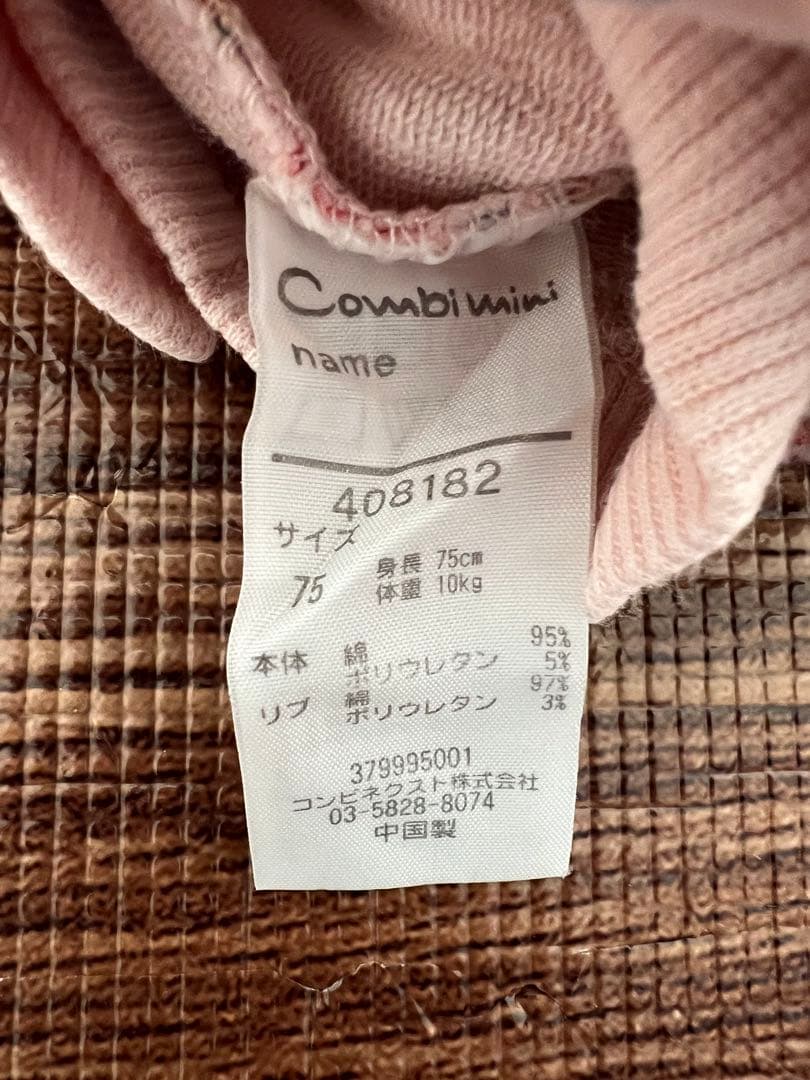 Combi mini
name
408182
サイズ
75 身長 75cm
体重 10kg
本体 綿 95%
ポリウレタン 5%
リブ 綿 97%
ポリウレタン 3%
379995001
コンビネクスト株式会社
03-5828-8074
中国製